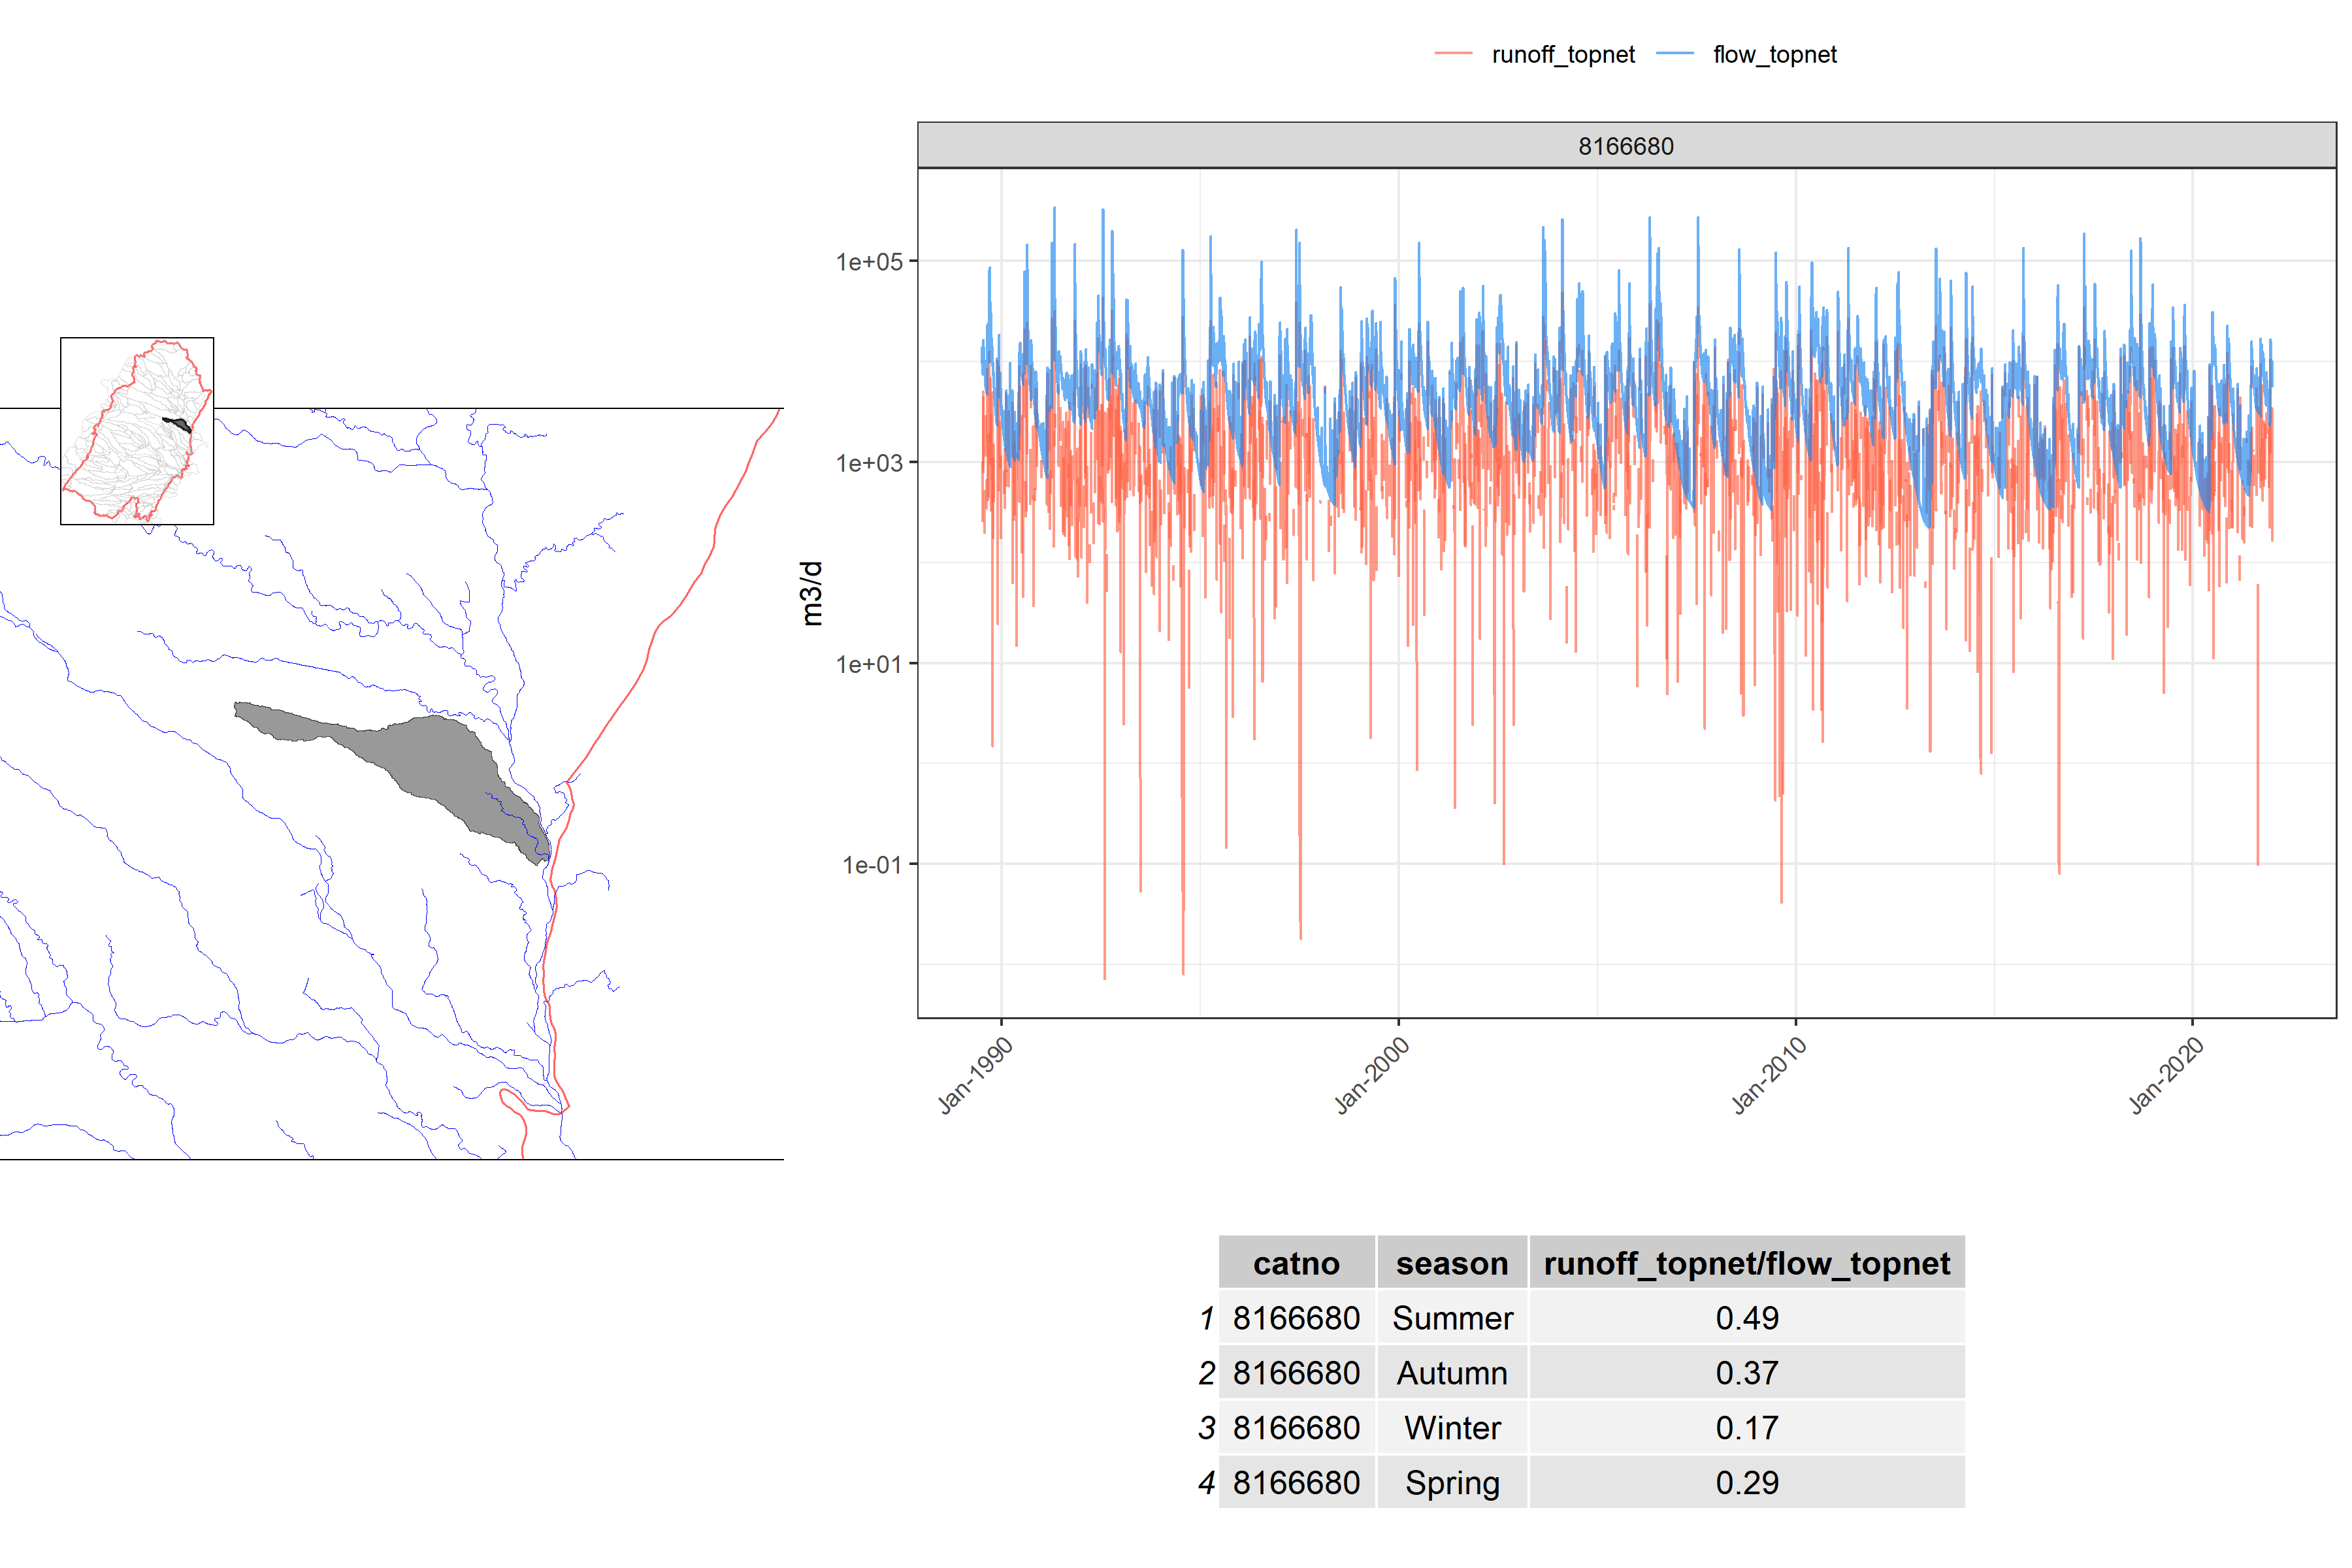 runoff_topnet flow_topnet
8166680
1e+05
1e+03
1e+01
1e-01
m3/d
Jan-1990 Jan-2000 Jan-2010 Jan-2020
catno season runoff_topnet/flow_topnet
1 8166680 Summer 0.49
2 8166680 Autumn 0.37
3 8166680 Winter 0.17
4 8166680 Spring 0.29